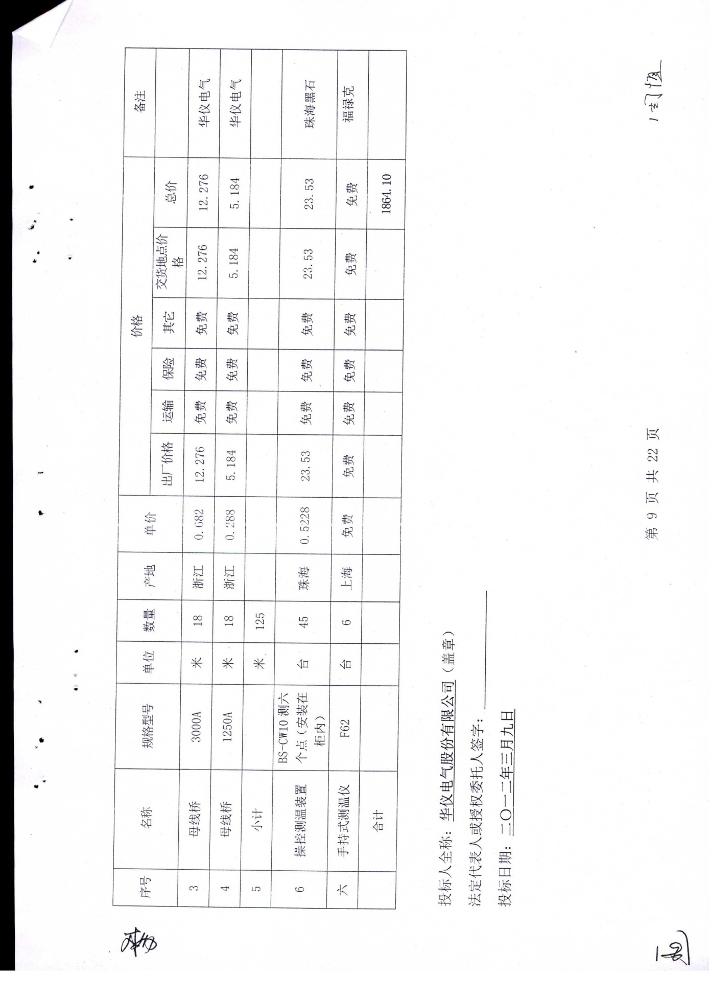 序号 名称 规格型号 单位 数量 产地 单价 价格 备注
出厂价格 运输 保险 其它 交货地点价格 总价
3 母线桥 3000A 米 18 浙江 0.682 12.276 免费 免费 免费 12.276 12.276 华仪电气
4 母线桥 1250A 米 18 浙江 0.288 5.184 免费 免费 免费 5.184 5.184 华仪电气
5 小计 米 125
6 操控测温装置 BS-CW10 测六个点（安装在柜内） 台 45 珠海 0.5228 23.53 免费 免费 免费 23.53 23.53 珠海黑石
六 手持式测温仪 F62 台 6 上海 免费 免费 免费 免费 免费 免费 免费 福禄克
合计 1864.10
投标人全称：华仪电气股份有限公司（盖章）
法定代表人或授权委托人签字：
投标日期：二〇一二年三月九日
第 9 页 共 22 页